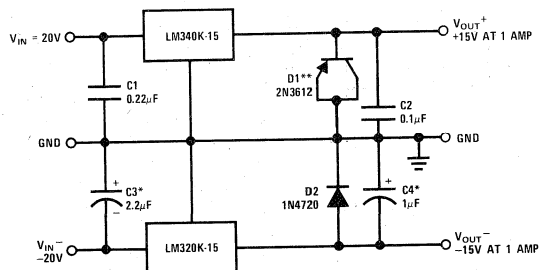 V_IN = 20V
LM340K-15
V_OUT+
+15V AT 1 AMP
D1**
2N3612
C1
0.22μF
C2
0.1μF
GND
GND
C3*
2.2μF
+
−
D2
1N4720
+
C4*
1μF
V_IN−
−20V
LM320K-15
V_OUT−
−15V AT 1 AMP